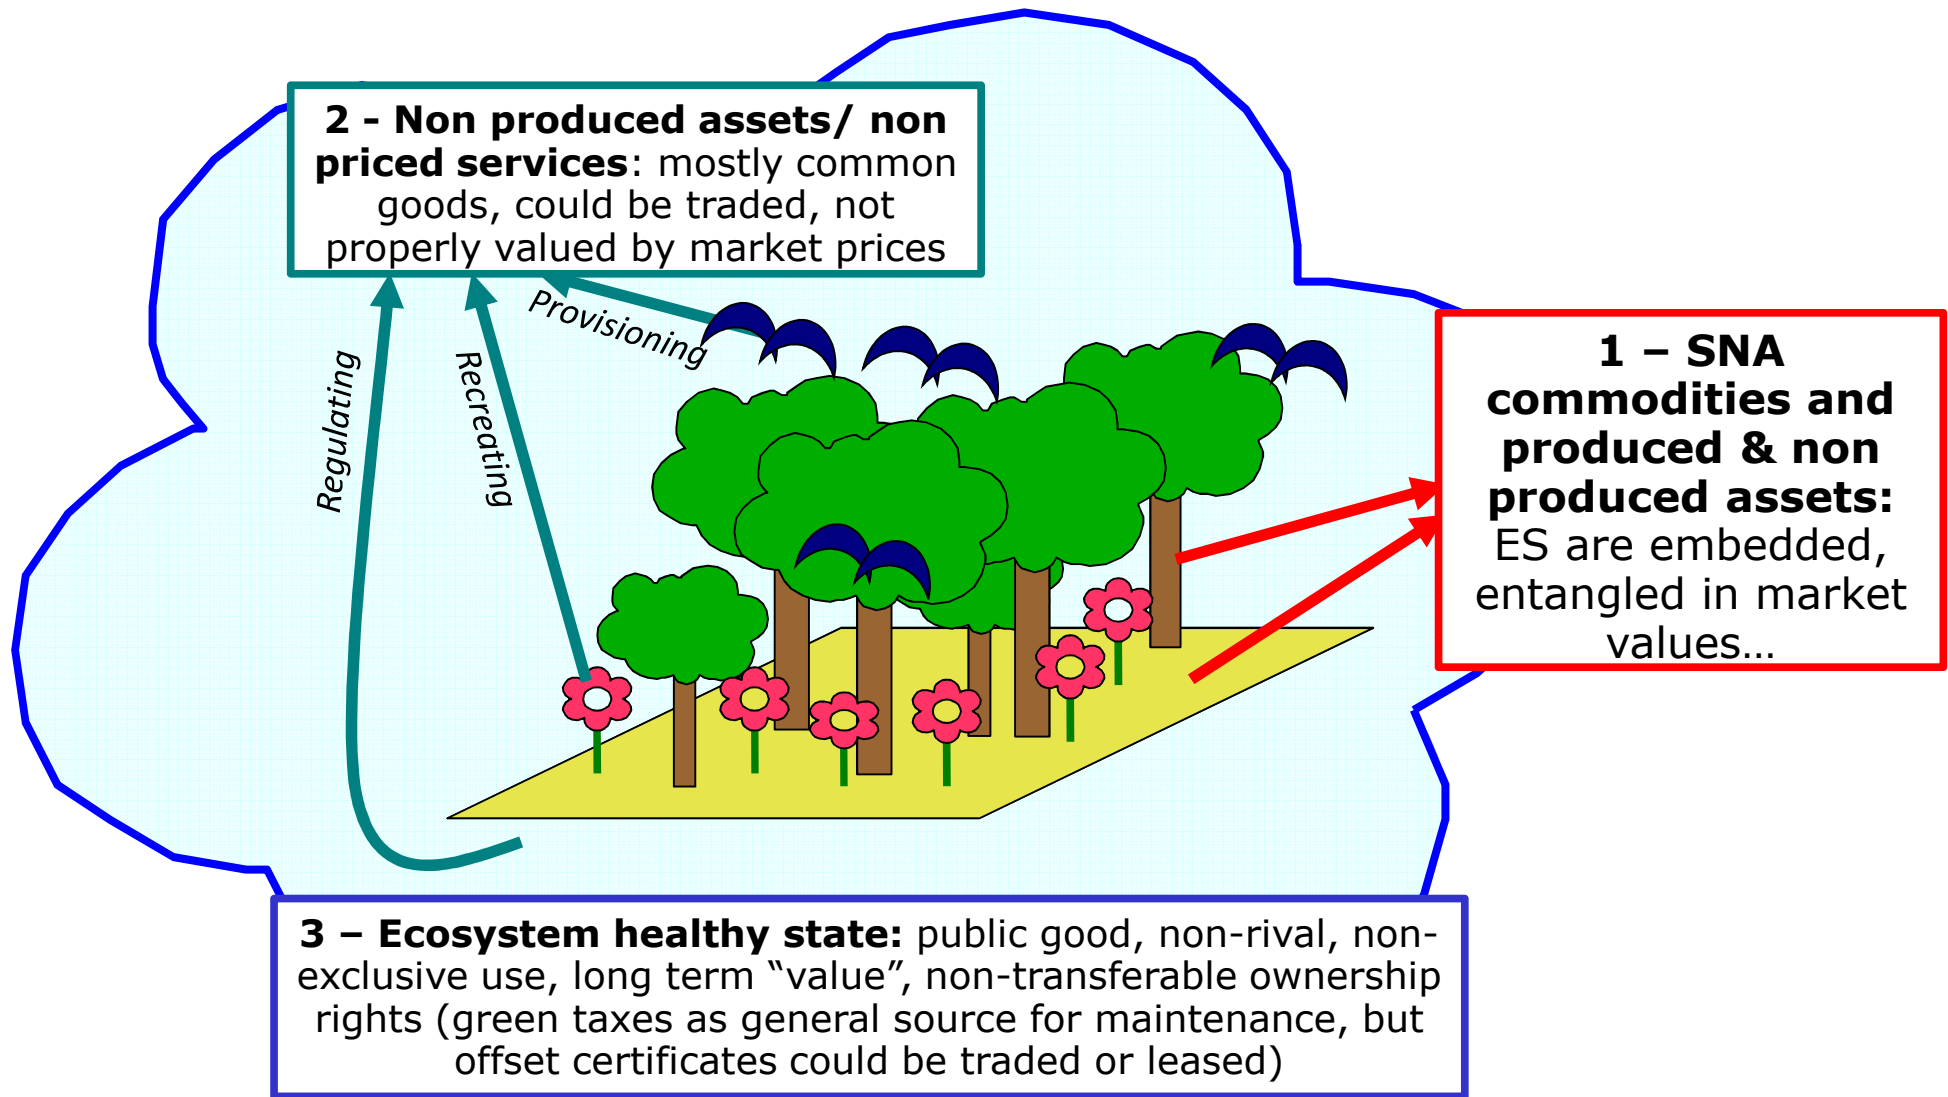 2 - Non produced assets/ non
priced services: mostly common
goods, could be traded, not
properly valued by market prices
Provisioning
Recreating
Regulating
1 – SNA
commodities and
produced & non
produced assets:
ES are embedded,
entangled in market
values…
3 – Ecosystem healthy state: public good, non-rival, non-
exclusive use, long term “value”, non-transferable ownership
rights (green taxes as general source for maintenance, but
offset certificates could be traded or leased)